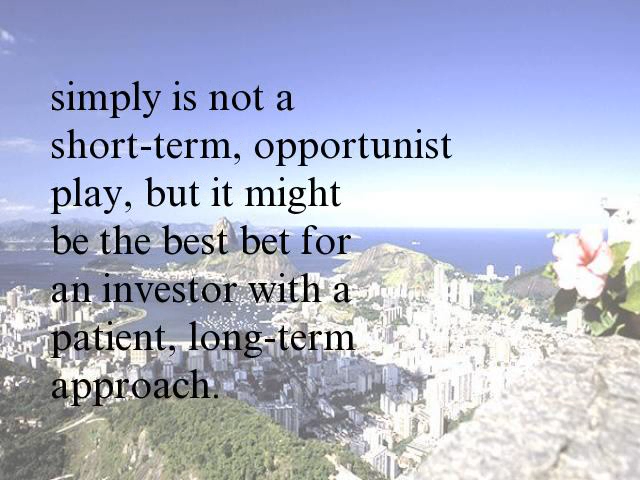 simply is not a
short-term, opportunist
play, but it might
be the best bet for
an investor with a
patient, long-term
approach.